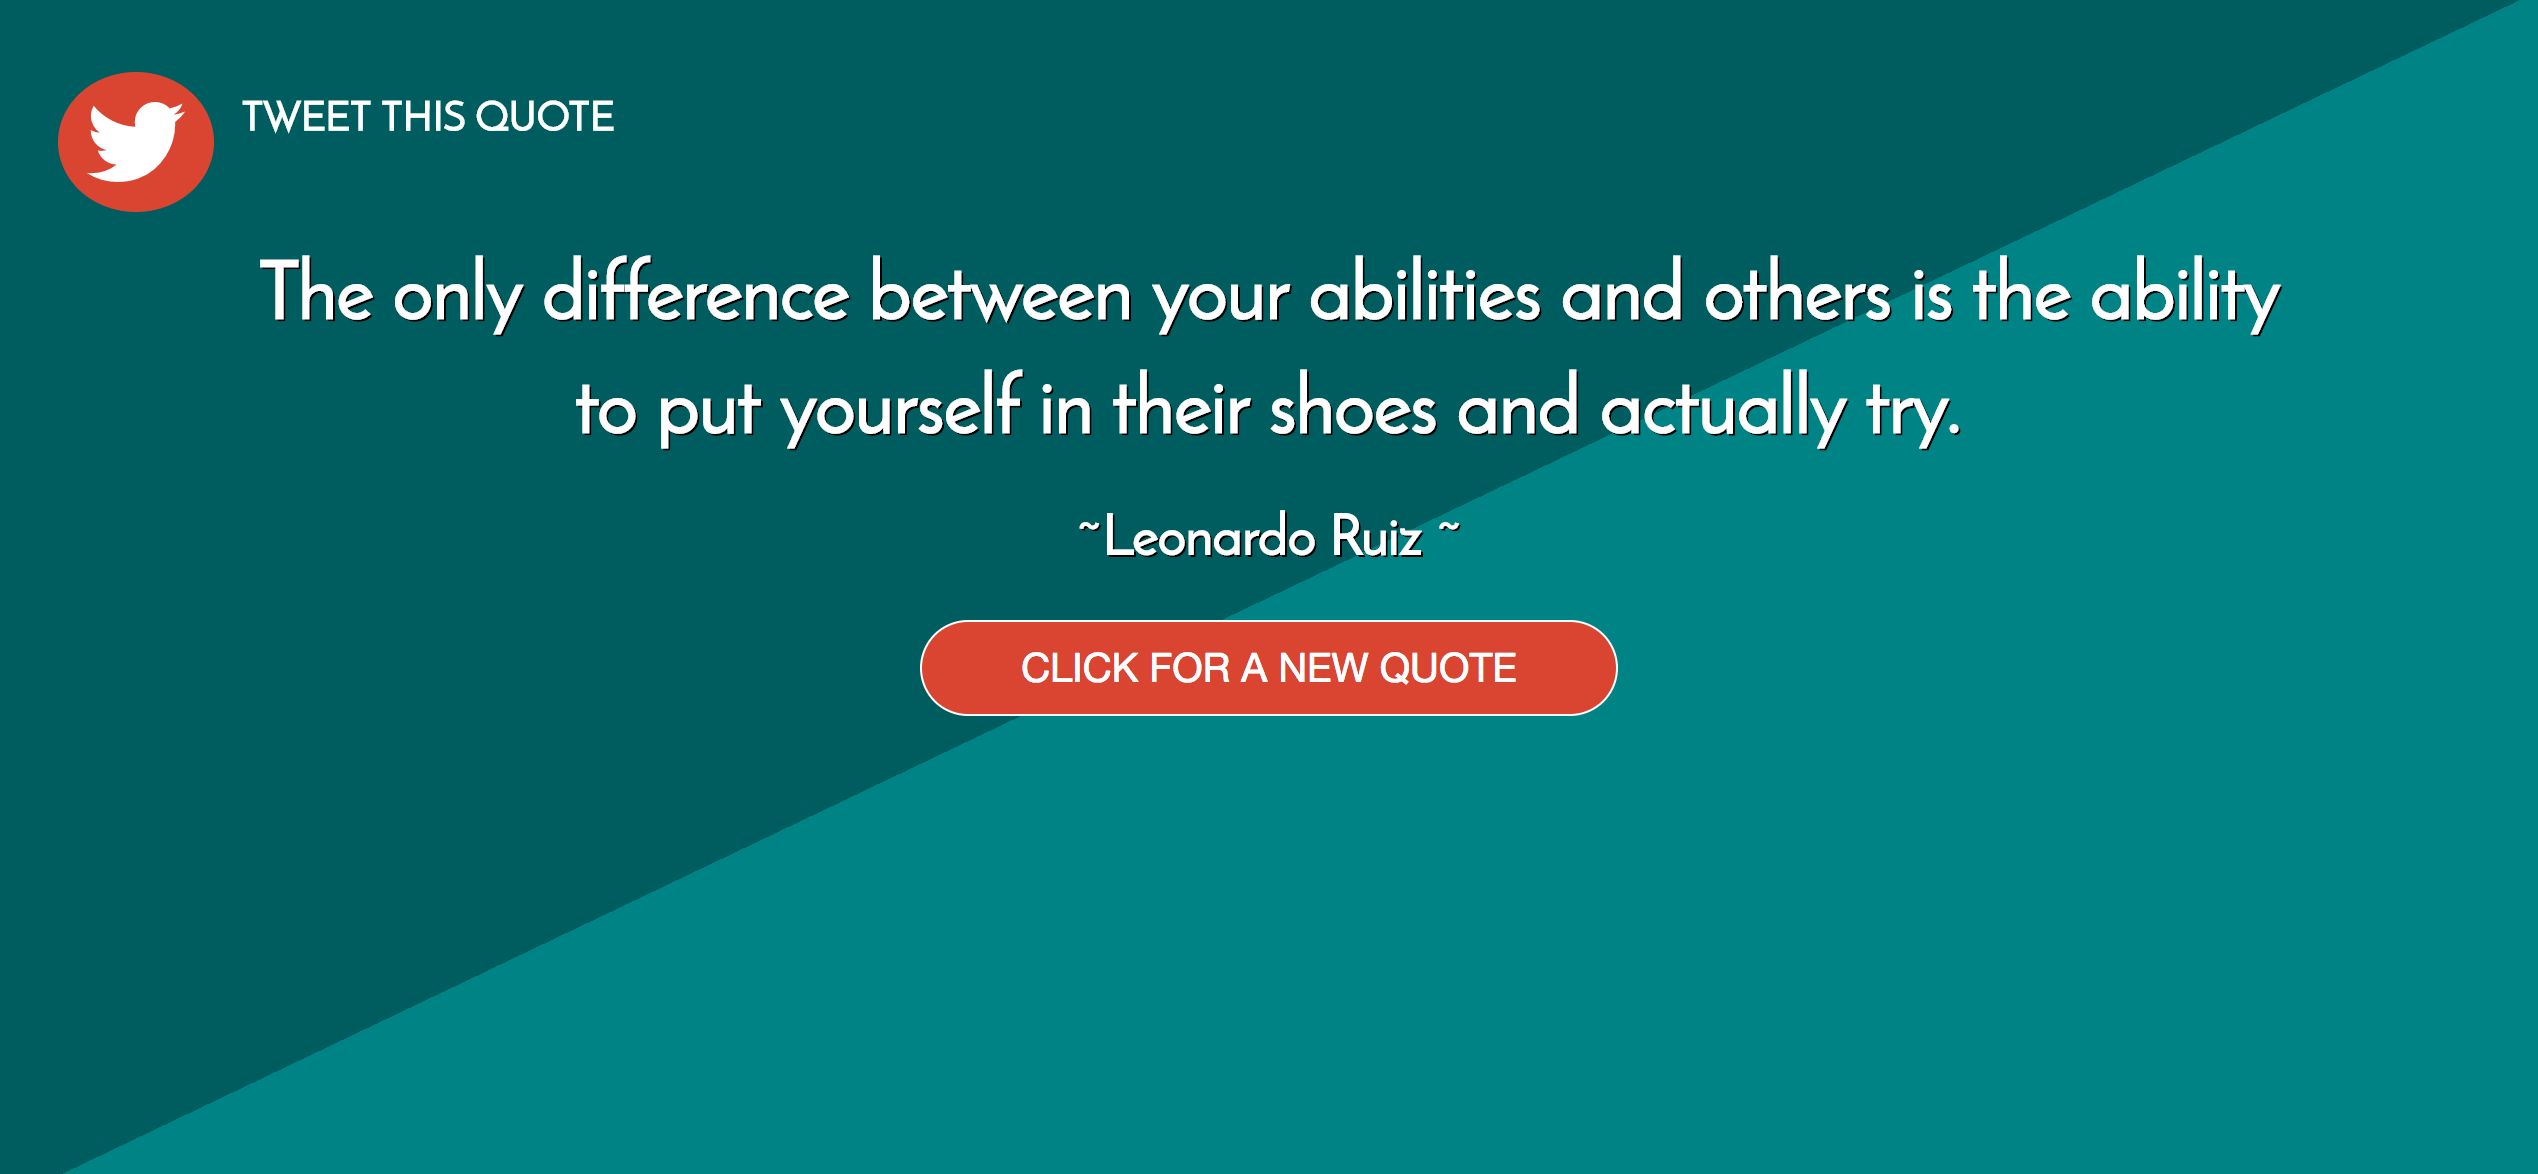 TWEET THIS QUOTE
The only difference between your abilities and others is the ability
to put yourself in their shoes and actually try.
~Leonardo Ruiz ~
CLICK FOR A NEW QUOTE